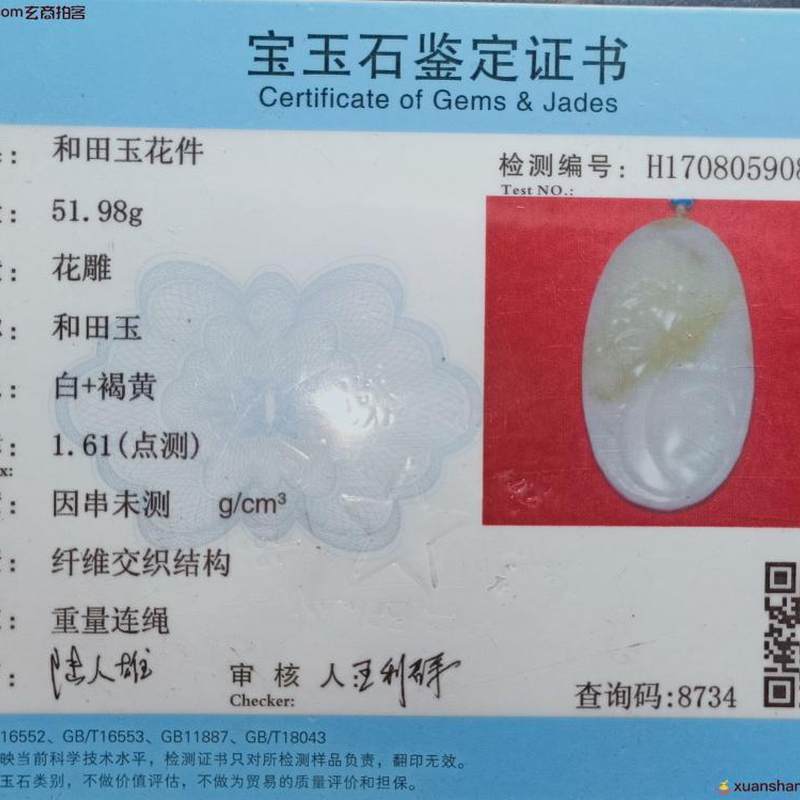 om玄商拍客
宝玉石鉴定证书
Certificate of Gems & Jades
: 和田玉花件
: 51.98g
: 花雕
: 和田玉
: 白+褐黄
: 1.61(点测)
x:
: 因串未测 g/cm³
: 纤维交织结构
: 重量连绳
检测编号: H170805908
Test NO.:
审核人:王利群
Checker:
查询码:8734
16552、GB/T16553、GB11887、GB/T18043
映当前科学技术水平，检测证书只对所检测样品负责，翻印无效。
玉石类别，不做价值评估，不做为贸易的质量评价和担保。
xuanshan